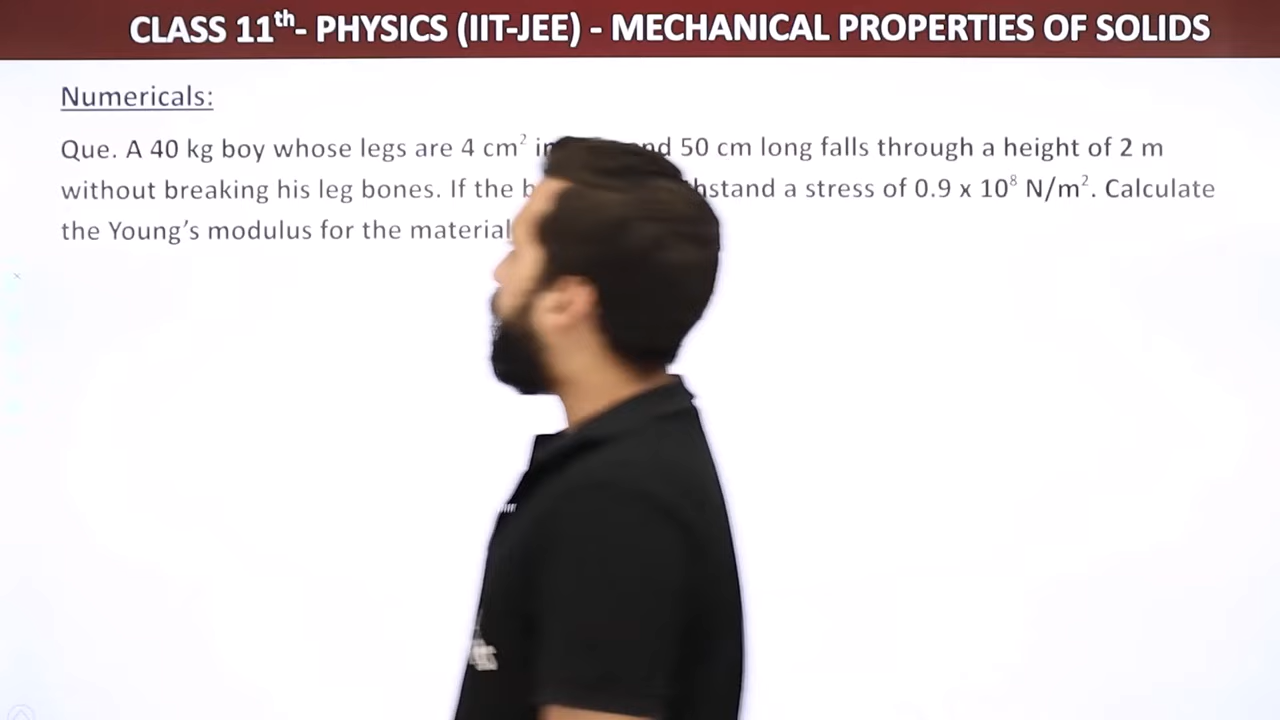 CLASS 11th- PHYSICS (IIT-JEE) - MECHANICAL PROPERTIES OF SOLIDS
Numericals:
Que. A 40 kg boy whose legs are 4 cm² 50 cm long falls through a height of 2 m
without breaking his leg bones. If the stress of 0.9 x 10⁸ N/m². Calculate
the Young’s modulus for the material